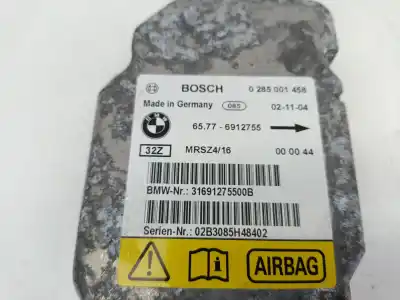 BOSCH 0 285 001 458
Made in Germany 085 02-11-04
65.77 - 6912755
32Z MRSZ4/16 00 00 44
BMW-Nr.: 31691275500B
Serien-Nr.: 02B3085H48402
AIRBAG